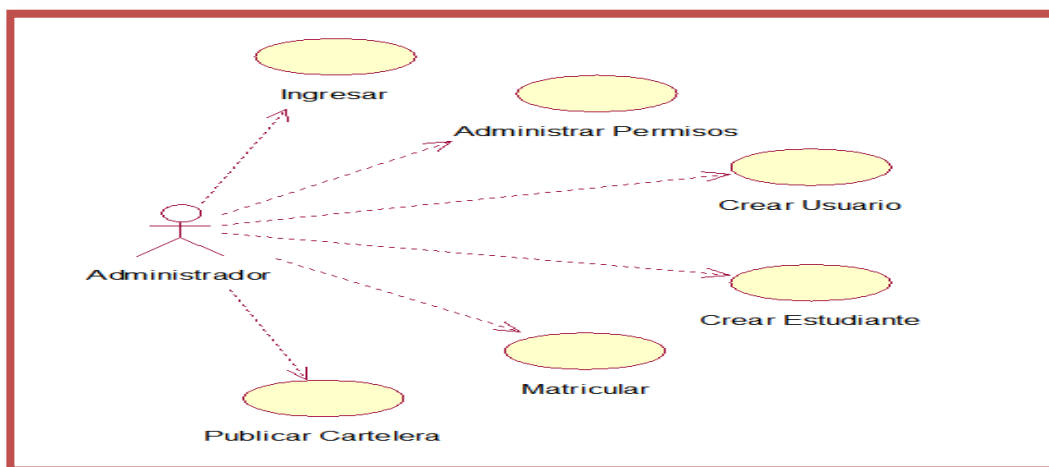 Ingresar
Administrar Permisos
Crear Usuario
Administrador
Crear Estudiante
Matricular
Publicar Cartelera